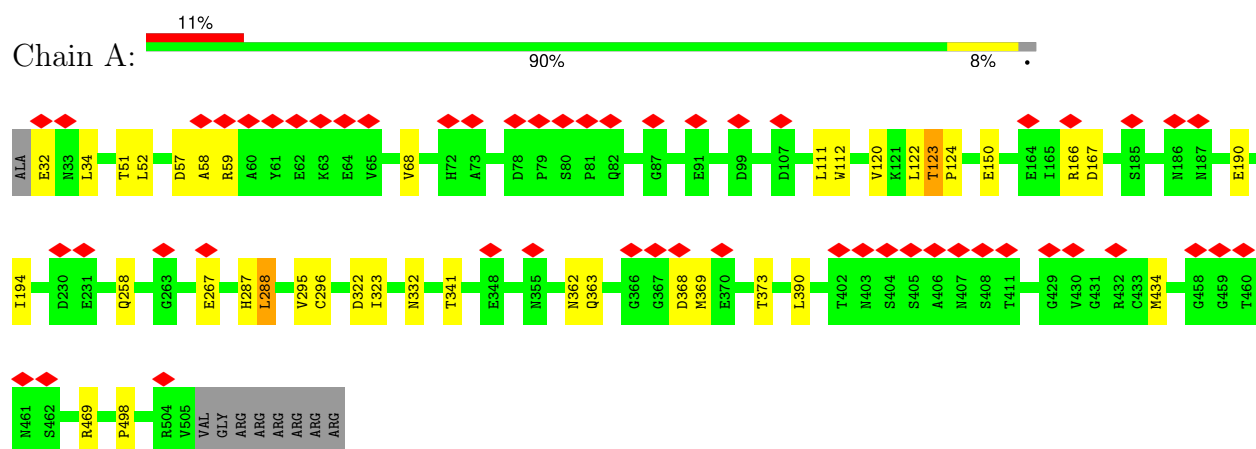 11%
Chain A:
90% 8% •
ALA E32 N33 L34 T51 L52 D57 A58 R59 A60 Y61 E62 K63 E64 V65 V68 H72 A73 D78 P79 S80 P81 Q82 G87 E91 D99 D107 L111 W112 V120 K121 L122 T123 P124 E150 E164 I165 R166 D167 S185 N186 N187 E190
I194 D230 E231 Q258 G263 E267 H287 L288 V295 C296 D322 I323 N332 T341 E348 N355 N362 Q363 G366 G367 D368 M369 E370 T373 L390 T402 N403 S404 S405 A406 N407 S408 T411 G429 V430 G431 R432 C433 M434 G458 G459 T460
N461 S462 R469 P498 R504 V505 VAL GLY ARG ARG ARG ARG ARG ARG